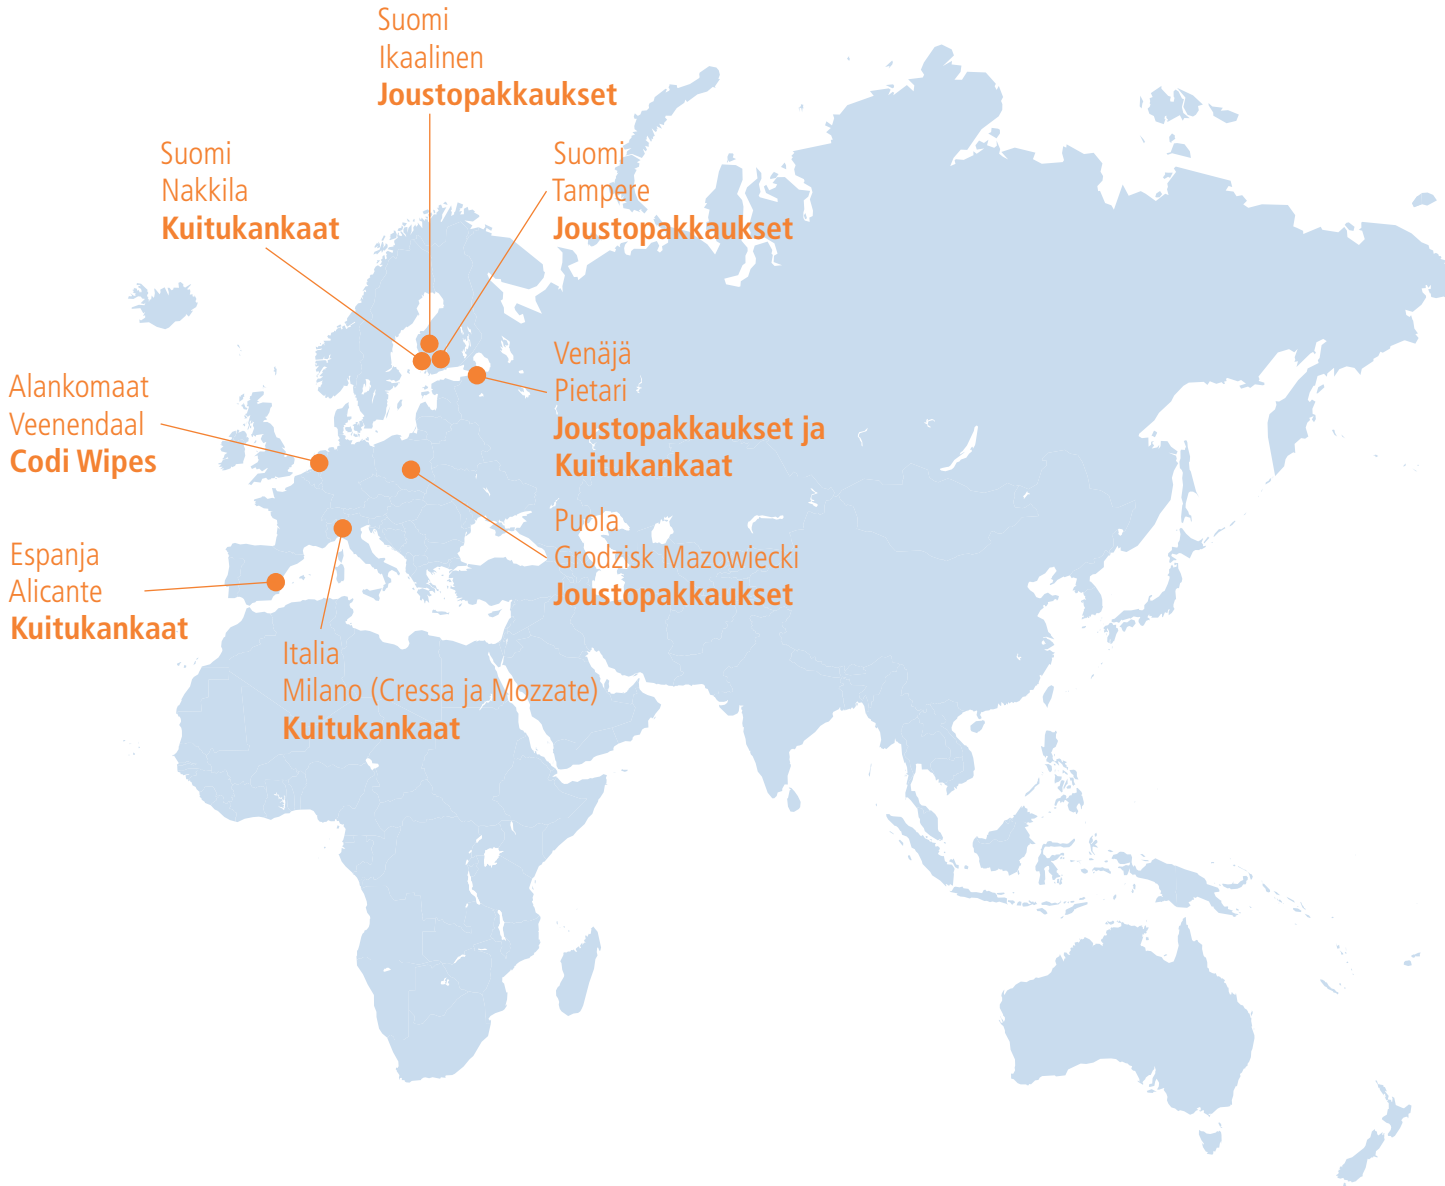 Suomi
Ikaalinen
Joustopakkaukset
Suomi
Nakkila
Kuitukankaat
Suomi
Tampere
Joustopakkaukset
Venäjä
Pietari
Joustopakkaukset ja
Kuitukankaat
Alankomaat
Veenendaal
Codi Wipes
Puola
Grodzisk Mazowiecki
Joustopakkaukset
Espanja
Alicante
Kuitukankaat
Italia
Milano (Cressa ja Mozzate)
Kuitukankaat